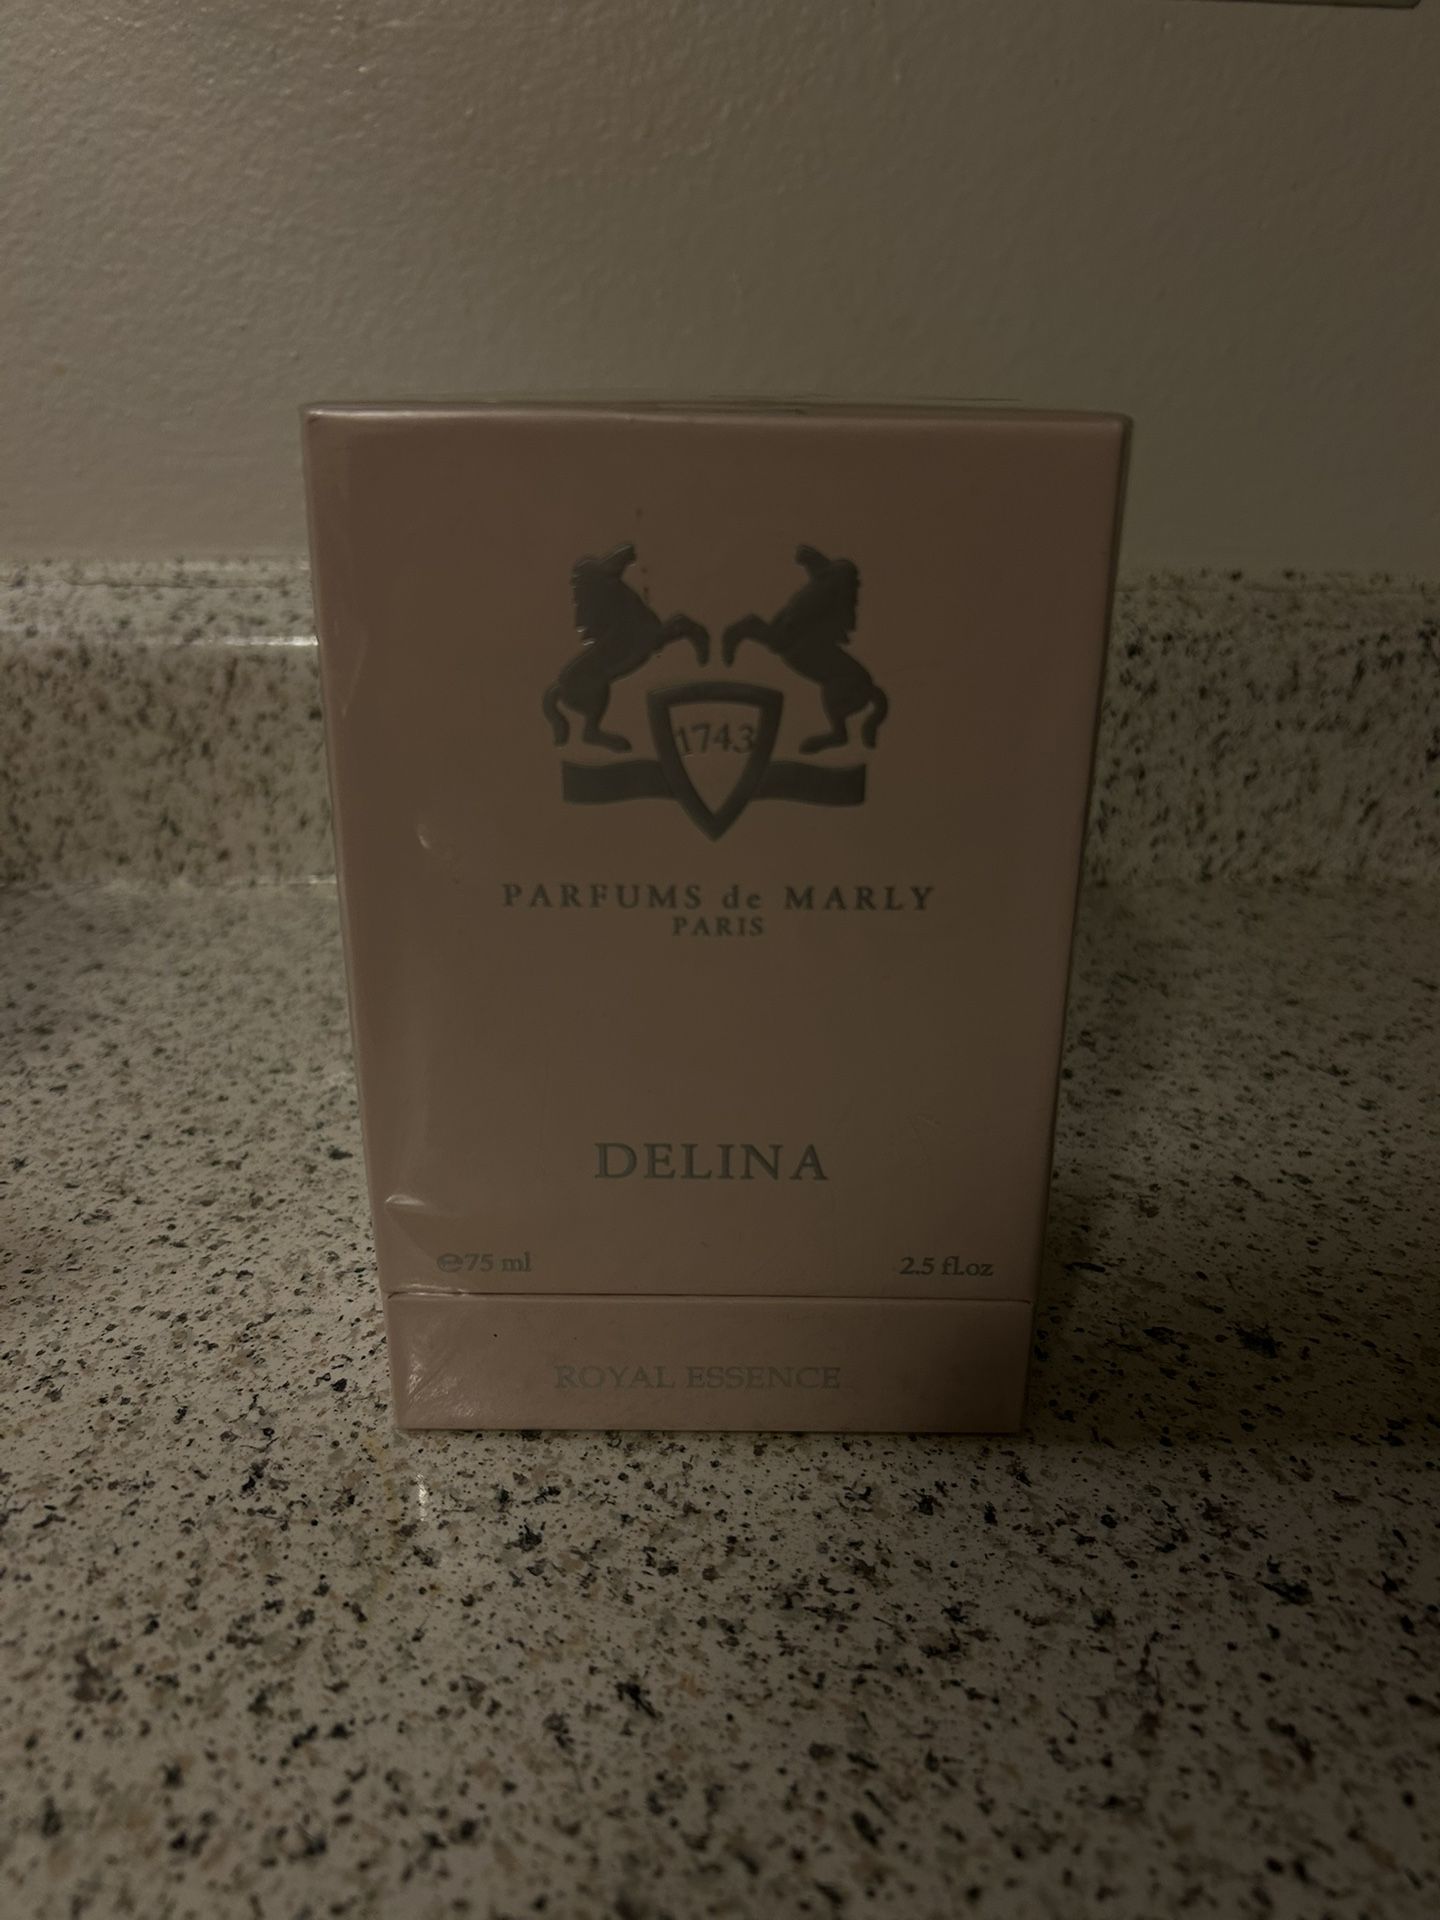 1743
PARFUMS de MARLY
PARIS
DELINA
℮75 ml 2.5 fl.oz
ROYAL ESSENCE